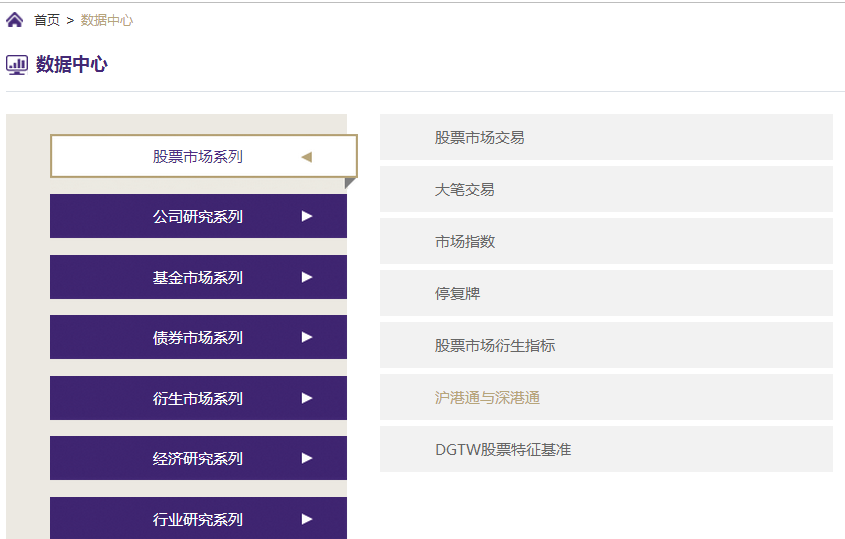 首页 > 数据中心
数据中心
股票市场系列
公司研究系列
基金市场系列
债券市场系列
衍生市场系列
经济研究系列
行业研究系列
股票市场交易
大笔交易
市场指数
停复牌
股票市场衍生指标
沪港通与深港通
DGTW股票特征基准